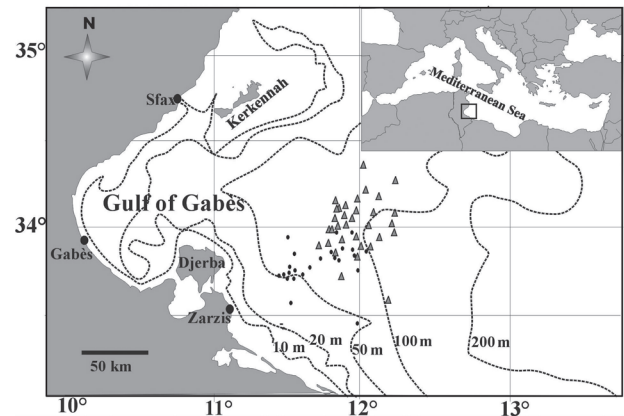 N
35°
Sfax
Kerkennah
Mediterranean Sea
Gulf of Gabès
34°
Gabès
Djerba
Zarzis
10 m
20 m
50 m
100 m
200 m
50 km
10°
11°
12°
13°